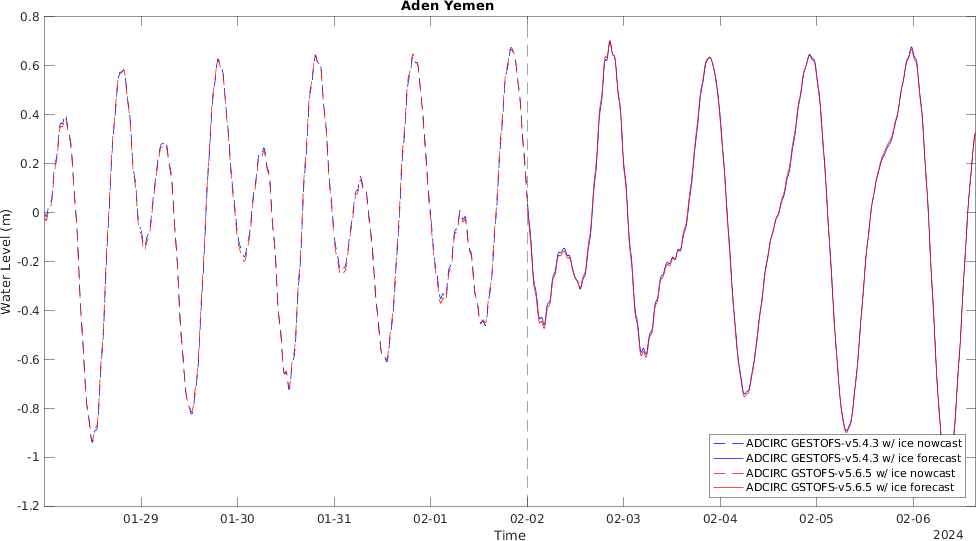 Aden Yemen
Water Level (m)
0.8
0.6
0.4
0.2
0
-0.2
-0.4
-0.6
-0.8
-1
-1.2
ADCIRC GESTOFS-v5.4.3 w/ ice nowcast
ADCIRC GESTOFS-v5.4.3 w/ ice forecast
ADCIRC GSTOFS-v5.6.5 w/ ice nowcast
ADCIRC GSTOFS-v5.6.5 w/ ice forecast
01-29 01-30 01-31 02-01 02-02 02-03 02-04 02-05 02-06
Time
2024